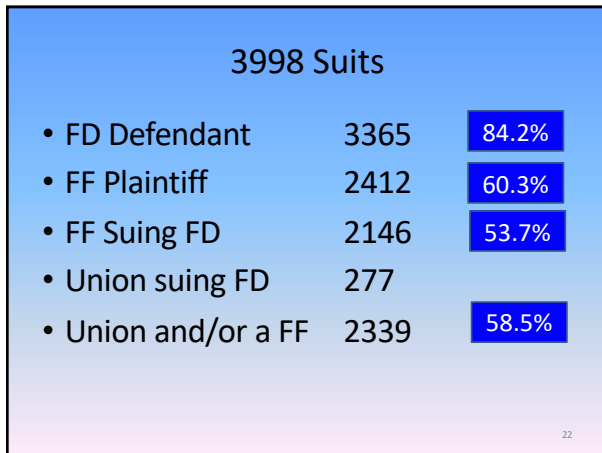 3998 Suits
• FD Defendant 3365 84.2%
• FF Plaintiff 2412 60.3%
• FF Suing FD 2146 53.7%
• Union suing FD 277
• Union and/or a FF 2339 58.5%
22